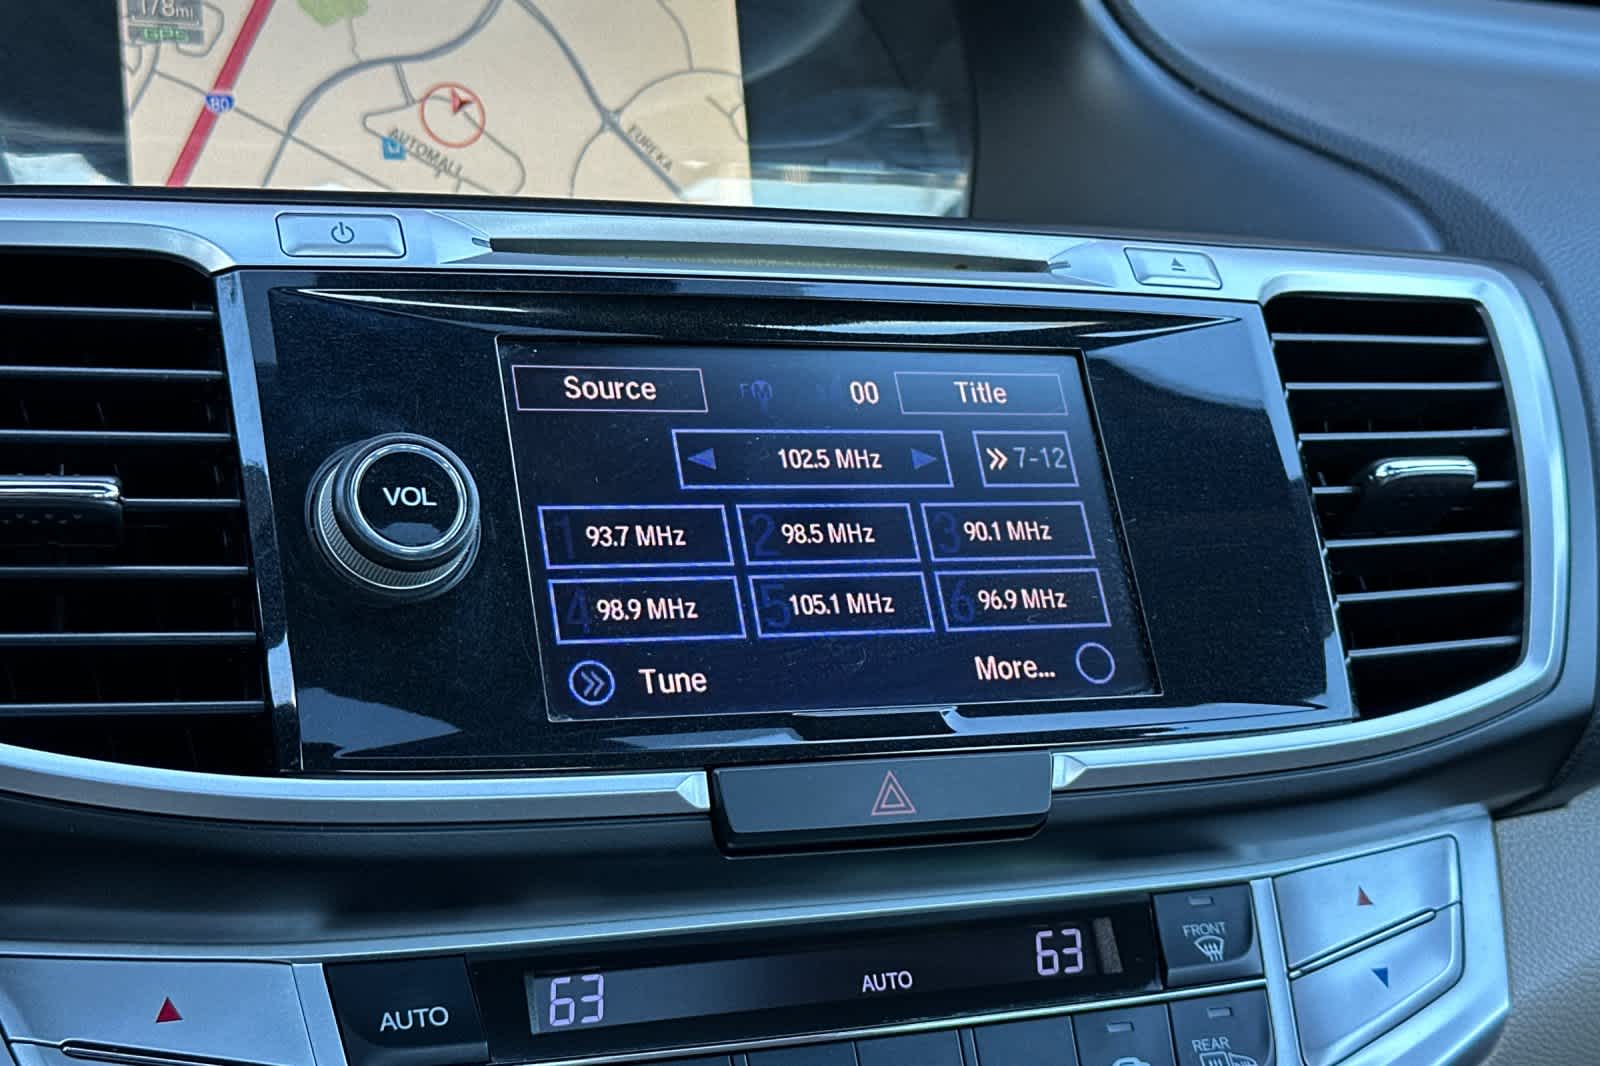 178mi
GPS
80
AUTOMALL
EUREKA
Source FM 00 Title
102.5 MHz 7-12
1 93.7 MHz 2 98.5 MHz 3 90.1 MHz
4 98.9 MHz 5 105.1 MHz 6 96.9 MHz
Tune More...
VOL
63 AUTO 63
AUTO
FRONT
REAR